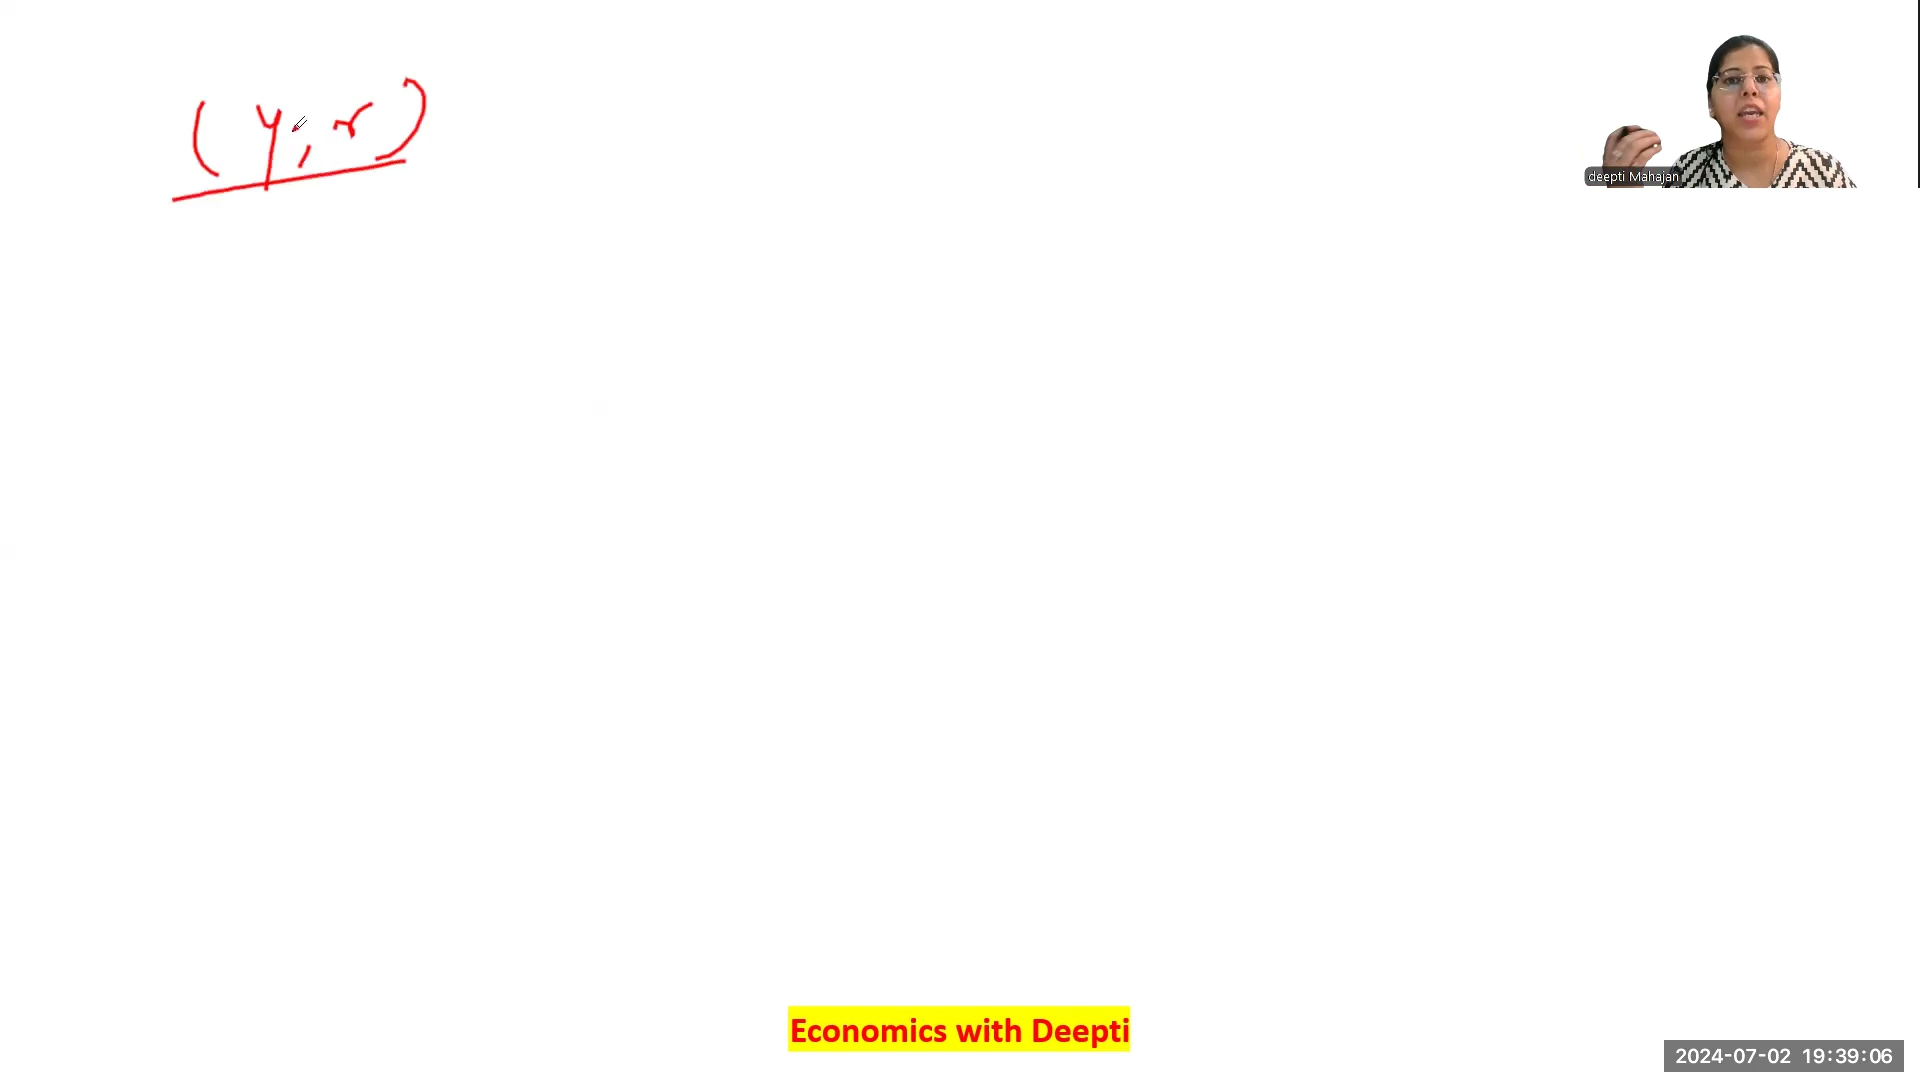 (y, r)
deepti Mahajan
Economics with Deepti
2024-07-02 19:39:06